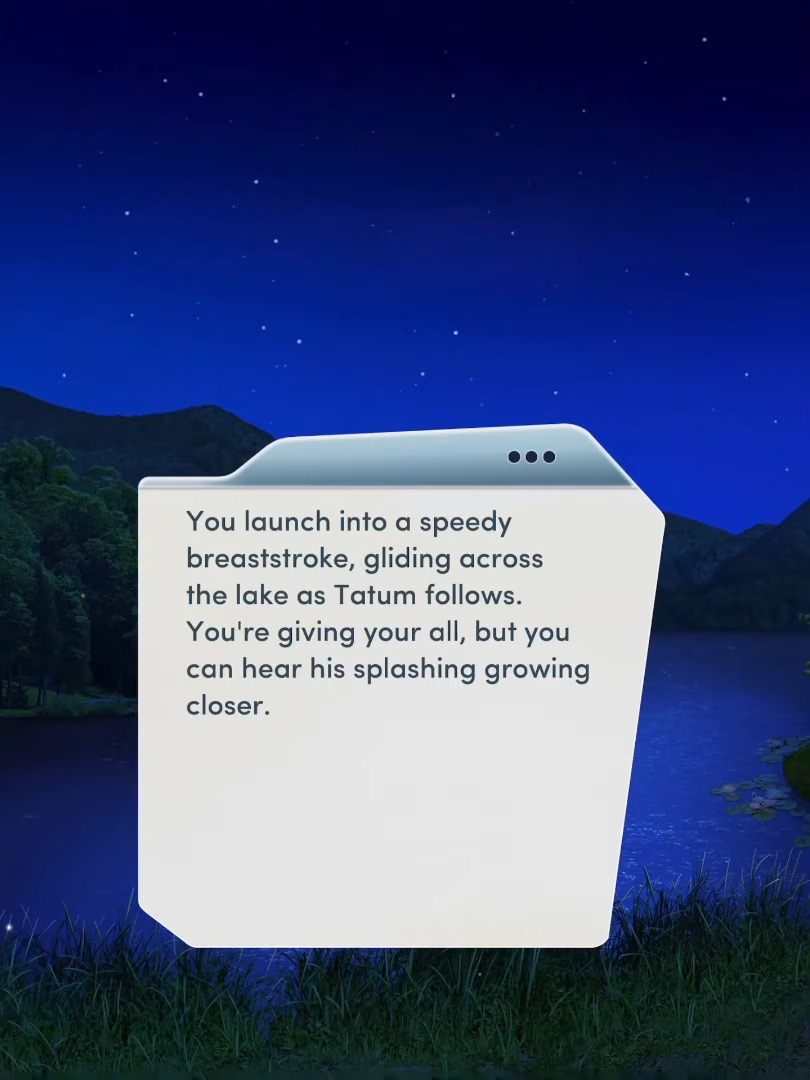 You launch into a speedy
breaststroke, gliding across
the lake as Tatum follows.
You're giving your all, but you
can hear his splashing growing
closer.